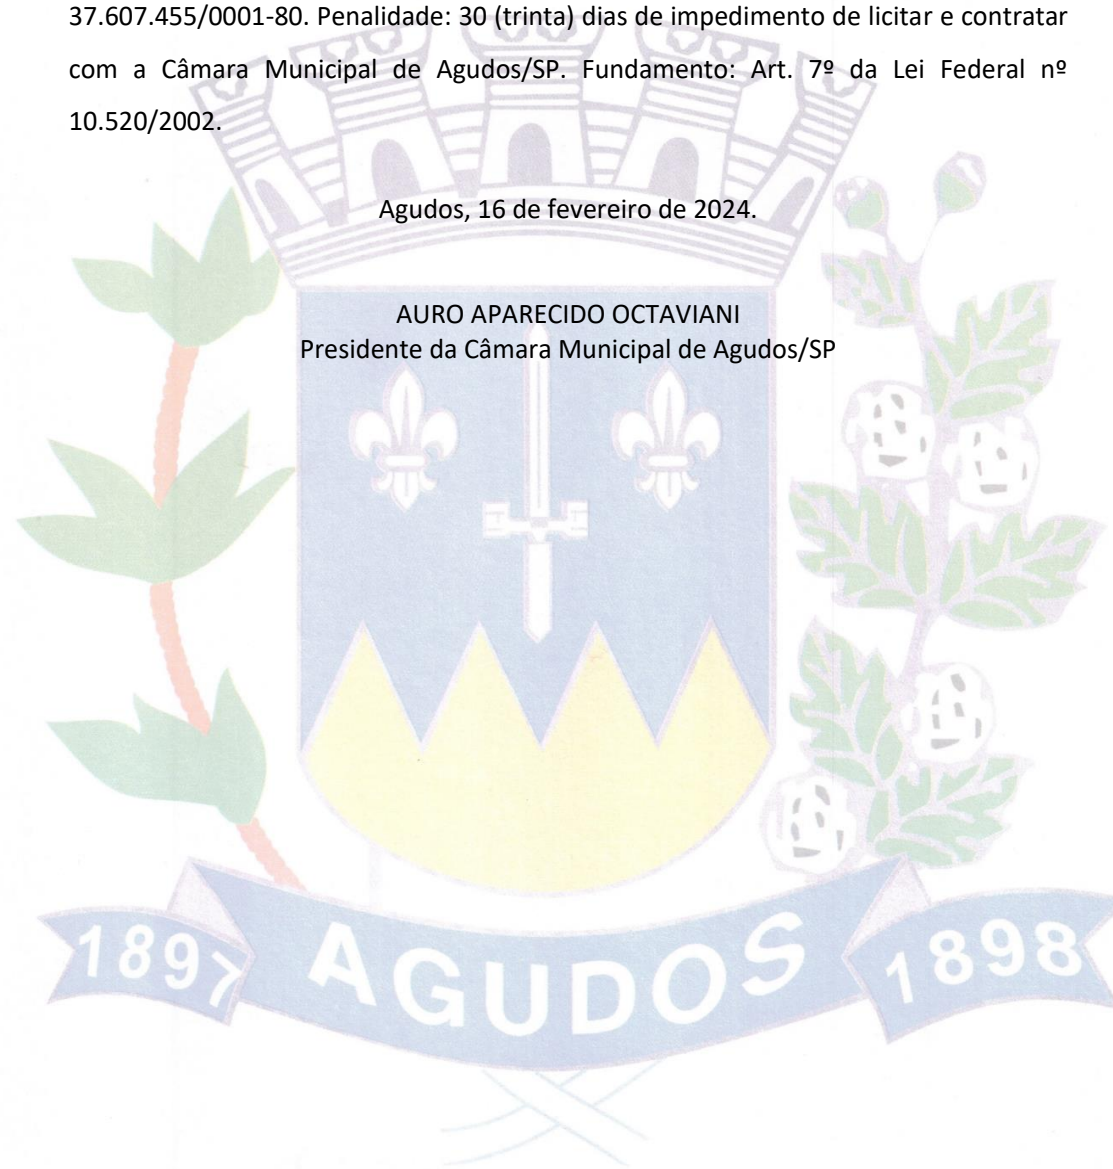 37.607.455/0001-80. Penalidade: 30 (trinta) dias de impedimento de licitar e contratar
com a Câmara Municipal de Agudos/SP. Fundamento: Art. 7º da Lei Federal nº
10.520/2002.
Agudos, 16 de fevereiro de 2024.
AURO APARECIDO OCTAVIANI
Presidente da Câmara Municipal de Agudos/SP
1897 AGUDOS 1898